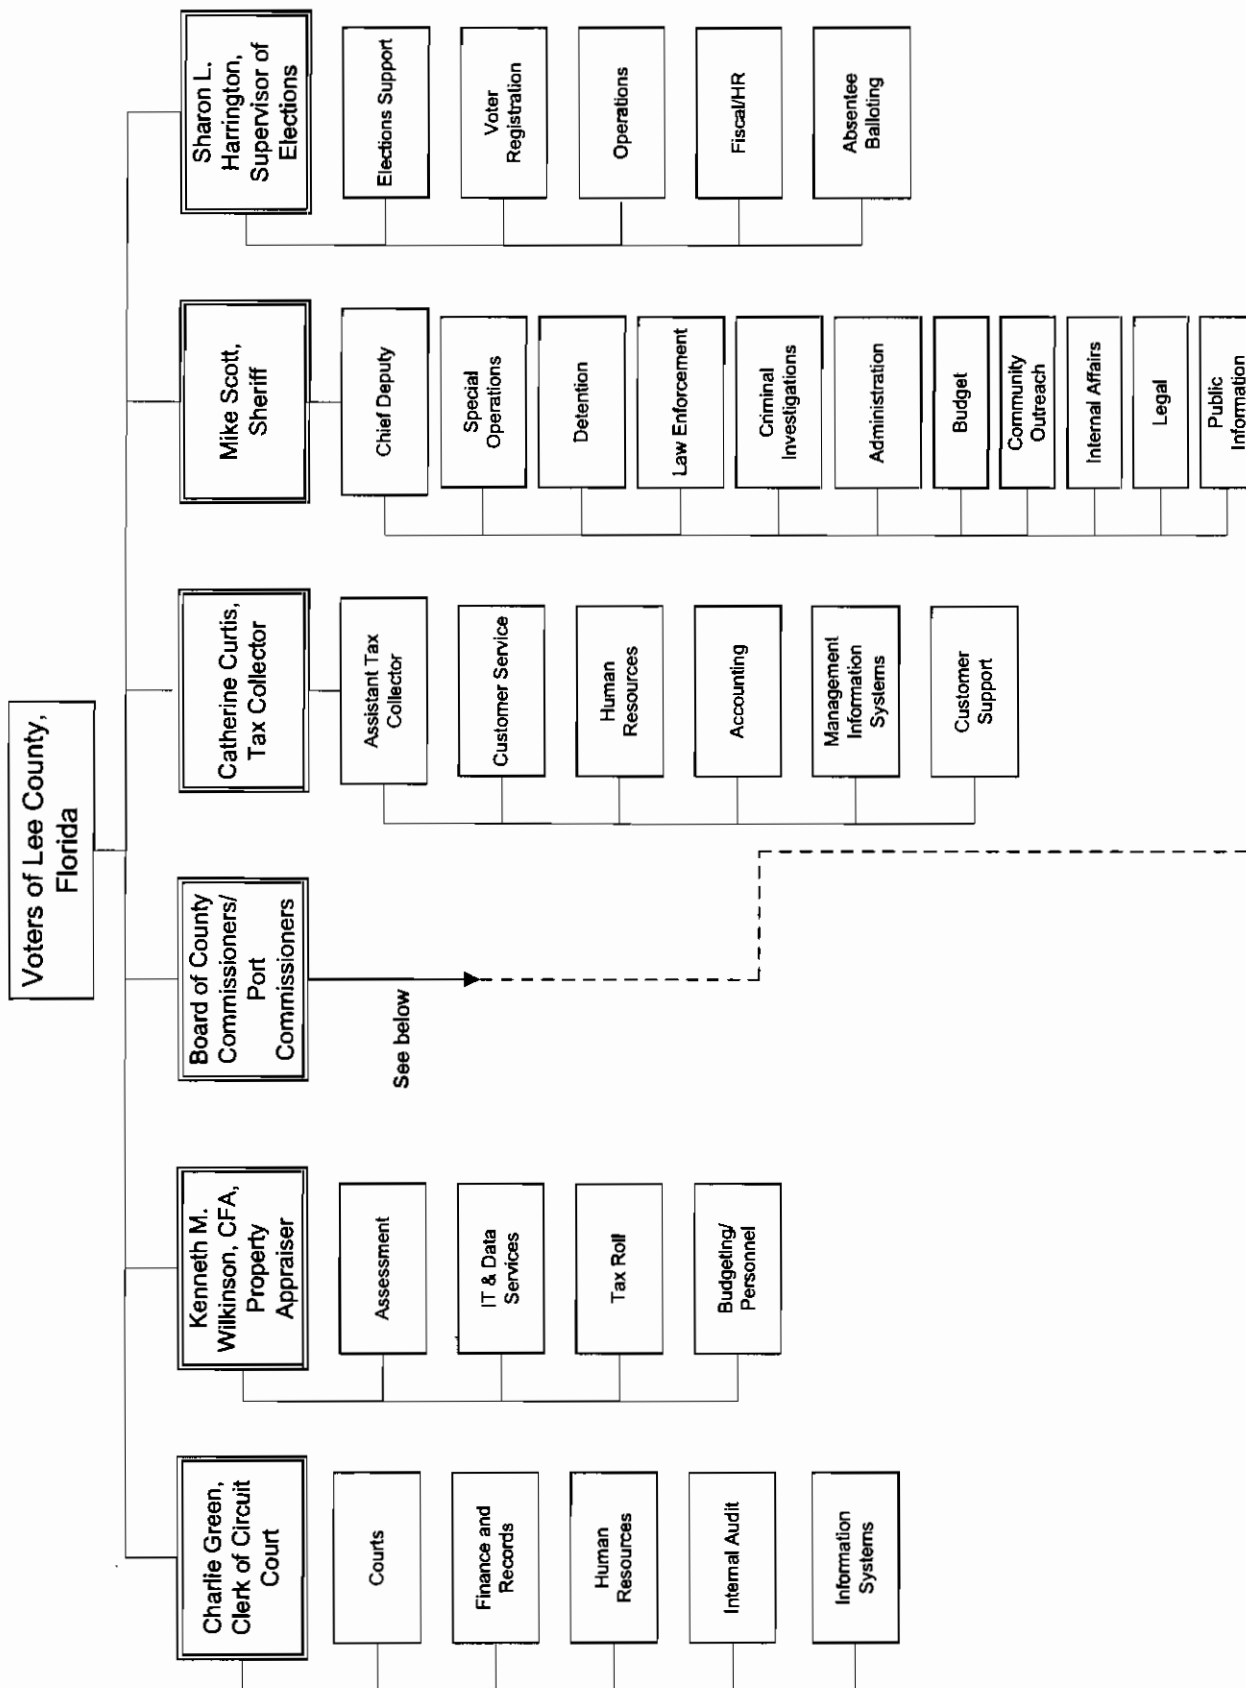 Voters of Lee County,
Florida
Charlie Green,
Clerk of Circuit
Court
Courts
Finance and
Records
Human
Resources
Internal Audit
Information
Systems
Kenneth M.
Wilkinson, CFA,
Property
Appraiser
Assessment
IT & Data
Services
Tax Roll
Budgeting/
Personnel
Board of County
Commissioners/
Port
Commissioners
See below
Catherine Curtis,
Tax Collector
Assistant Tax
Collector
Customer Service
Human
Resources
Accounting
Management
Information
Systems
Customer
Support
Mike Scott,
Sheriff
Chief Deputy
Special
Operations
Detention
Law Enforcement
Criminal
Investigations
Administration
Budget
Community
Outreach
Internal Affairs
Legal
Public
Information
Sharon L.
Harrington,
Supervisor of
Elections
Elections Support
Voter
Registration
Operations
Fiscal/HR
Absentee
Balloting